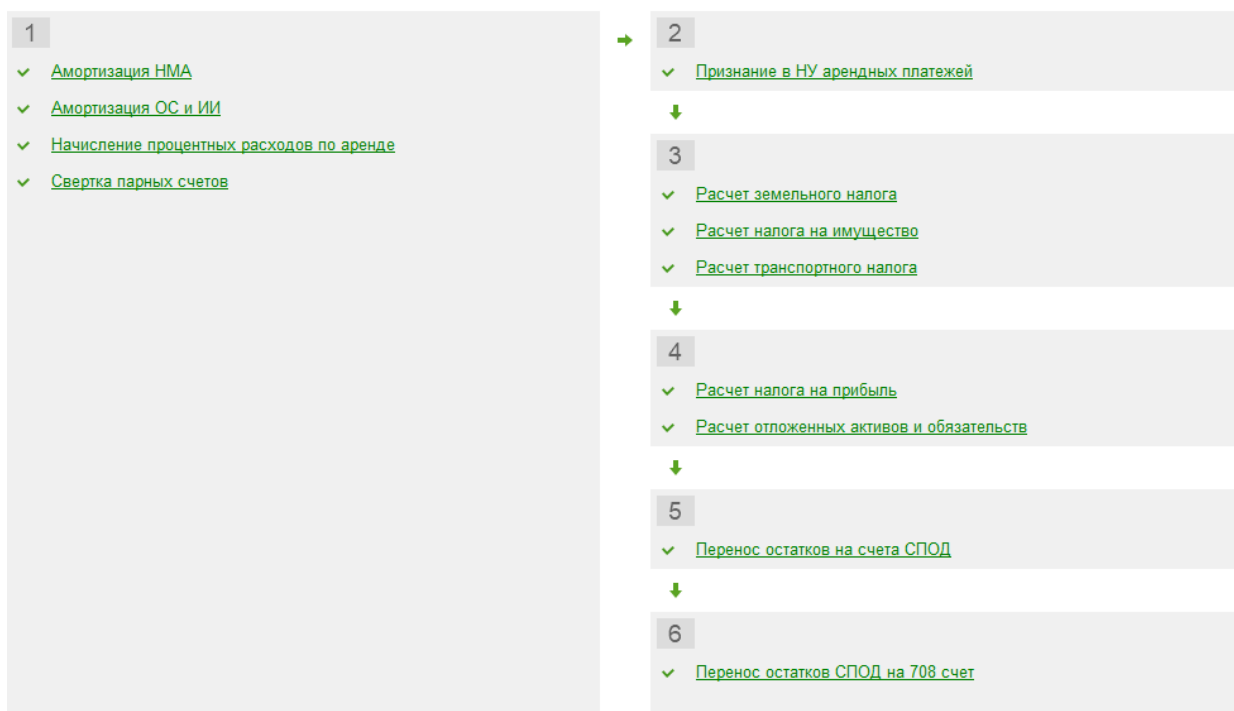 1
Амортизация НМА
Амортизация ОС и ИИ
Начисление процентных расходов по аренде
Свертка парных счетов
2
Признание в НУ арендных платежей
3
Расчет земельного налога
Расчет налога на имущество
Расчет транспортного налога
4
Расчет налога на прибыль
Расчет отложенных активов и обязательств
5
Перенос остатков на счета СПОД
6
Перенос остатков СПОД на 708 счет